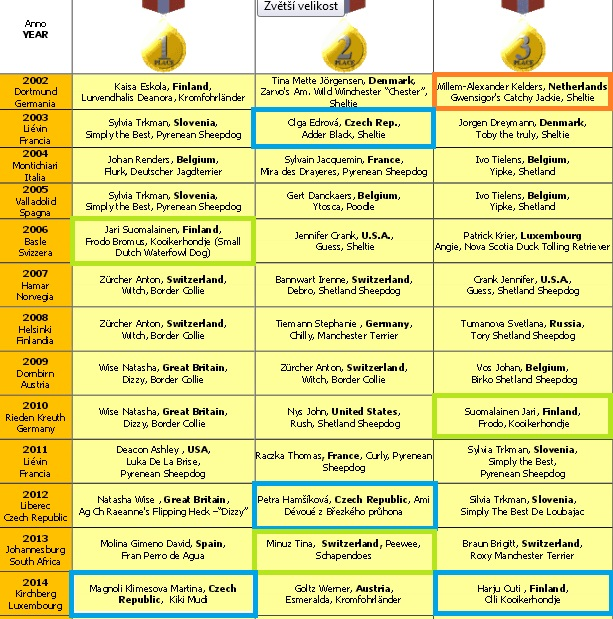 Zvětší velikost
Anno
YEAR
1
PLACE
2
PLACE
3
PLACE
2002
Dortmund
Germania
Kaisa Eskola, Finland,
Lurvendhalis Deanora, Kromfohrländer
Tina Mette Jörgensen, Denmark,
Zarvo's Am. Wild Winchester "Chester",
Sheltie
Willem-Alexander Kelders, Netherlands
Gwensigor's Catchy Jackie, Sheltie
2003
Liévin
Francia
Sylvia Trkman, Slovenia,
Simply the Best, Pyrenean Sheepdog
Olga Edrová, Czech Rep.,
Adder Black, Sheltie
Jorgen Dreymann, Denmark,
Toby the truly, Sheltie
2004
Montichiari
Italia
Johan Renders, Belgium,
Flurk, Deutscher Jagdterrier
Sylvain Jacquemin, France,
Mira des Drayeres, Pyrenean Sheepdog
Ivo Tielens, Belgium,
Yipke, Shetland
2005
Valladolid
Spagna
Sylvia Trkman, Slovenia,
Simply the Best, Pyrenean Sheepdog
Gert Danckaers, Belgium,
Ytosca, Poodle
Ivo Tielens, Belgium,
Yipke, Shetland
2006
Basle
Svizzera
Jari Suomalainen, Finland,
Frodo Bromus, Kooikerhondje (Small
Dutch Waterfowl Dog)
Jennifer Crank, U.S.A.,
Guess, Sheltie
Patrick Krier, Luxembourg
Angie, Nova Scotia Duck Tolling Retriever
2007
Hamar
Norvegia
Zürcher Anton, Switzerland,
Witch, Border Collie
Bannwart Irenne, Switzerland,
Debro, Shetland Sheepdog
Crank Jennifer, U.S.A.,
Guess, Shetland Sheepdog
2008
Helsinki
Finlandia
Zürcher Anton, Switzerland,
Witch, Border Collie
Tiemann Stephanie , Germany,
Chilly, Manchester Terrier
Tumanova Svetlana, Russia,
Tory Shetland Sheepdog
2009
Dornbirn
Austria
Wise Natasha, Great Britain,
Dizzy, Border Collie
Zürcher Anton, Switzerland,
Witch, Border Collie
Vos Johan, Belgium,
Birko Shetland Sheepdog
2010
Rieden Kreuth
Germany
Wise Natasha, Great Britain,
Dizzy, Border Collie
Nys John, United States,
Rush, Shetland Sheepdog
Suomalainen Jari, Finland,
Frodo, Kooikerhondje
2011
Liévin
Francia
Deacon Ashley , USA,
Luka De La Brise,
Pyrenean Sheepdog
Raczka Thomas, France, Curly, Pyrenean
Sheepdog
Sylvia Trkman, Slovenia,
Simply the Best,
Pyrenean Sheepdog
2012
Liberec
Czech Republic
Natasha Wise , Great Britain,
Ag Ch Raeanne's Flipping Heck –"Dizzy"
Petra Hamšíková, Czech Republic, Ami
Dévoué z Březkého průhona
Silvia Trkman, Slovenia,
Simply The Best De Loubajac
2013
Johannesburg
South Africa
Molina Gimeno David, Spain,
Fran Perro de Agua
Minuz Tina, Switzerland, Peewee,
Schapendoes
Braun Brigitt, Switzerland,
Roxy Manchester Terrier
2014
Kirchberg
Luxembourg
Magnoli Klimesova Martina, Czech
Republic, Kiki Mudi
Goltz Werner, Austria,
Esmeralda, Kromfohrländer
Harju Outi , Finland,
Olli Kooikerhondje